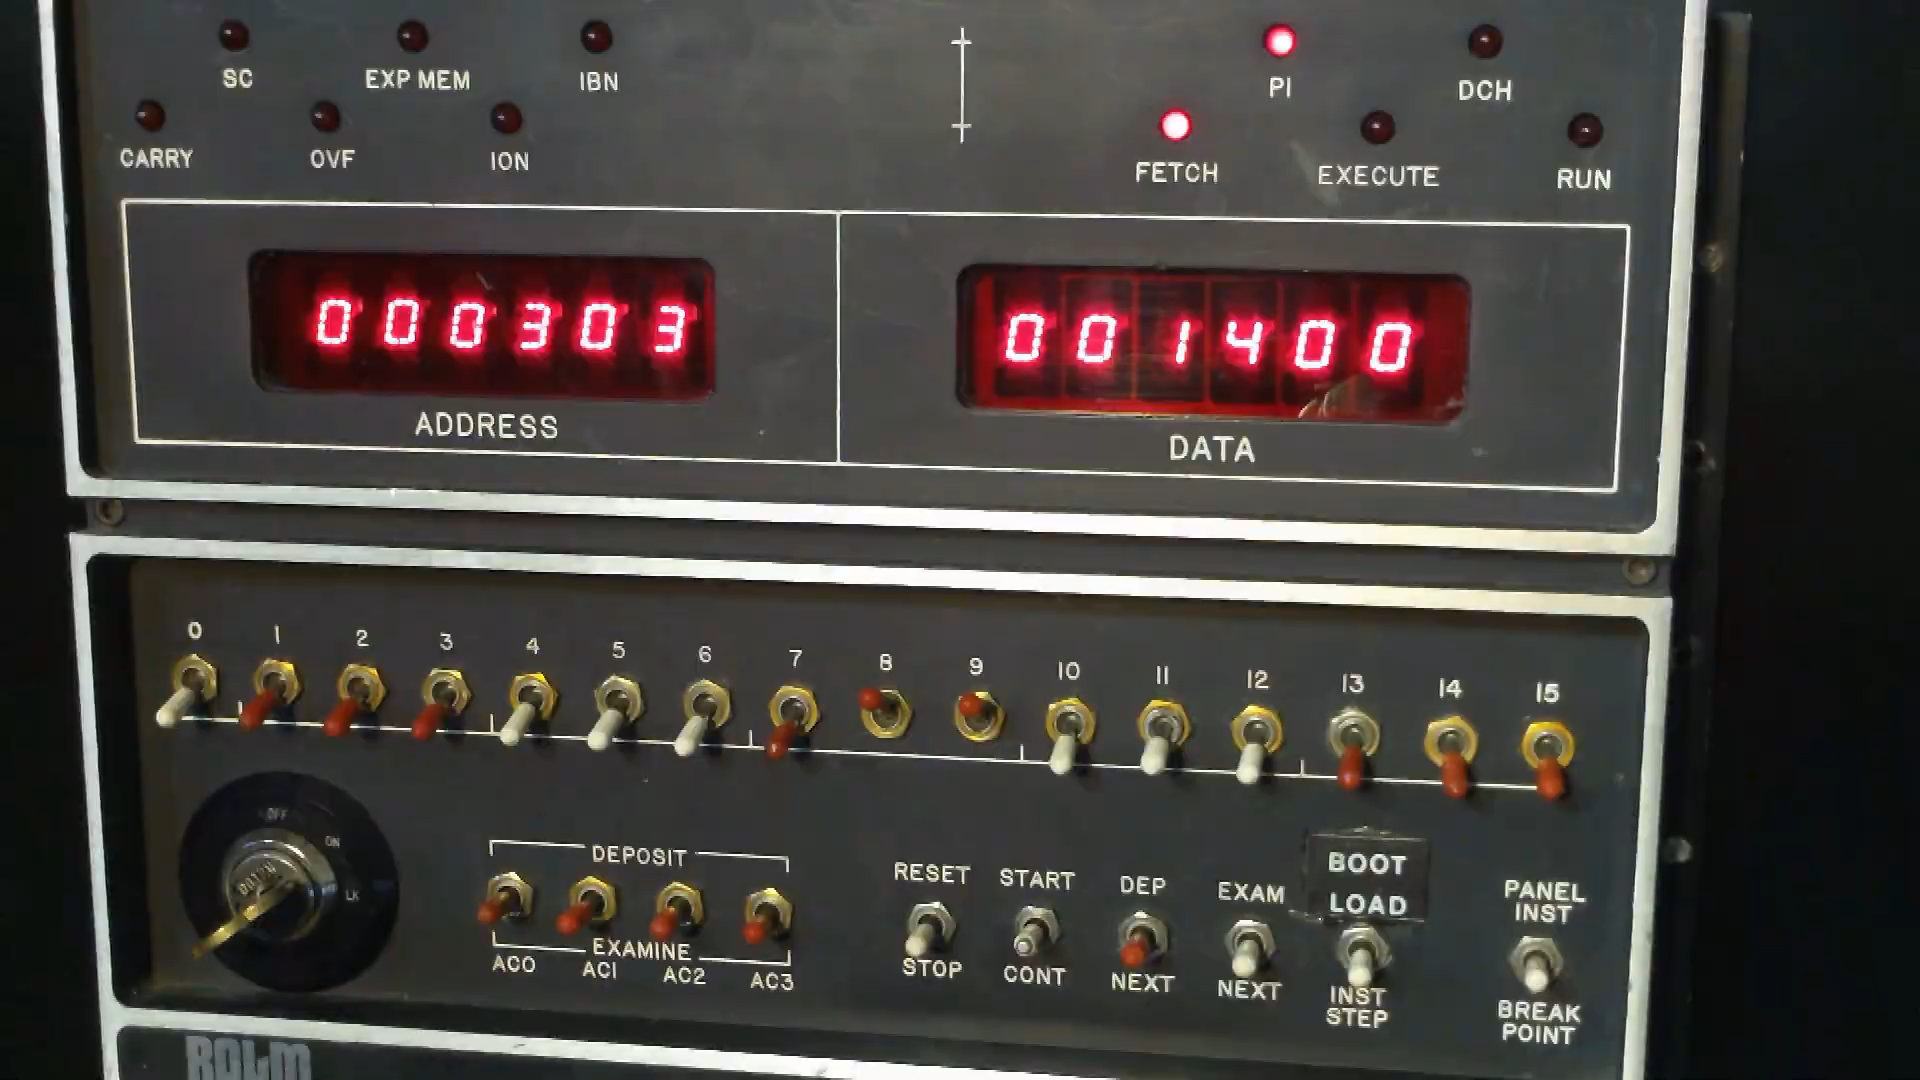 SC EXP MEM IBN PI DCH
CARRY OVF ION FETCH EXECUTE RUN
000303 001400
ADDRESS DATA
0 1 2 3 4 5 6 7 8 9 10 11 12 13 14 15
OFF
ON
LK
DEPOSIT
EXAMINE
AC0 AC1 AC2 AC3
RESET START DEP EXAM BOOT LOAD PANEL INST
STOP CONT NEXT NEXT INST STEP BREAK POINT
ROLM